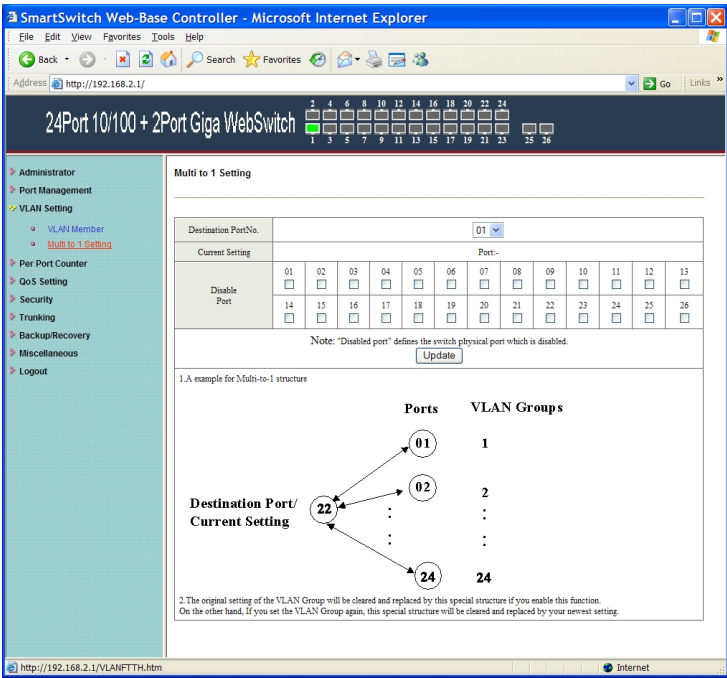 SmartSwitch Web-Base Controller - Microsoft Internet Explorer
File Edit View Favorites Tools Help
Back Search Favorites
Address http://192.168.2.1/ Go Links »
24Port 10/100 + 2Port Giga WebSwitch
2 4 6 8 10 12 14 16 18 20 22 24
1 3 5 7 9 11 13 15 17 19 21 23 25 26
Administrator
Port Management
VLAN Setting
VLAN Member
Multi to 1 Setting
Per Port Counter
QoS Setting
Security
Trunking
Backup/Recovery
Miscellaneous
Logout
Multi to 1 Setting
Destination PortNo. 01
Current Setting Port:-
Disable
Port
01 02 03 04 05 06 07 08 09 10 11 12 13
14 15 16 17 18 19 20 21 22 23 24 25 26
Note: "Disabled port" defines the switch physical port which is disabled.
Update
1.A example for Multi-to-1 structure
Ports VLAN Groups
01 1
02 2
Destination Port/
Current Setting
22
: :
: :
24 24
2.The original setting of the VLAN Group will be cleared and replaced by this special structure if you enable this function.
On the other hand, If you set the VLAN Group again, this special structure will be cleared and replaced by your newest setting.
http://192.168.2.1/VLANFTTH.htm Internet